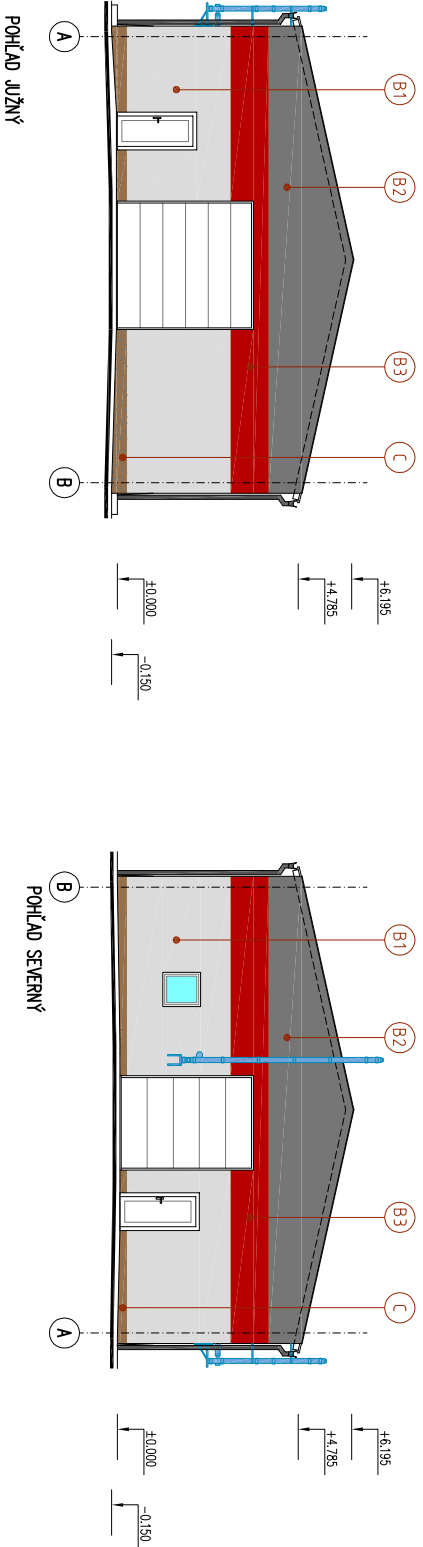 A
B1
B2
B3
C
B
+6.195
+4.785
±0.000
-0.150
POHĽAD JUŽNÝ
B
B1
B2
B3
C
A
+6.195
+4.785
±0.000
-0.150
POHĽAD SEVERNÝ